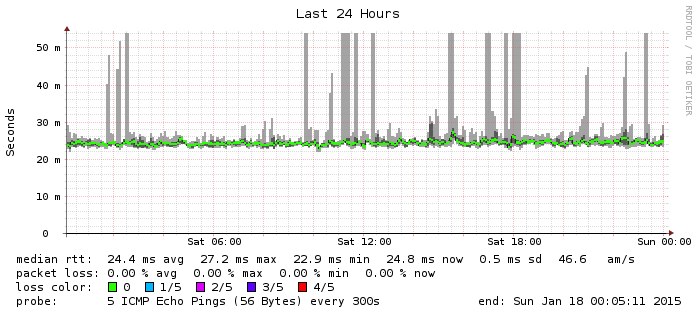 Last 24 Hours
RRDTOOL / TOBI OETIKER
Seconds
50 m
40 m
30 m
20 m
10 m
0
Sat 06:00 Sat 12:00 Sat 18:00 Sun 00:00
median rtt: 24.4 ms avg 27.2 ms max 22.9 ms min 24.8 ms now 0.5 ms sd 46.6 am/s
packet loss: 0.00 % avg 0.00 % max 0.00 % min 0.00 % now
loss color: 0 1/5 2/5 3/5 4/5
probe: 5 ICMP Echo Pings (56 Bytes) every 300s end: Sun Jan 18 00:05:11 2015